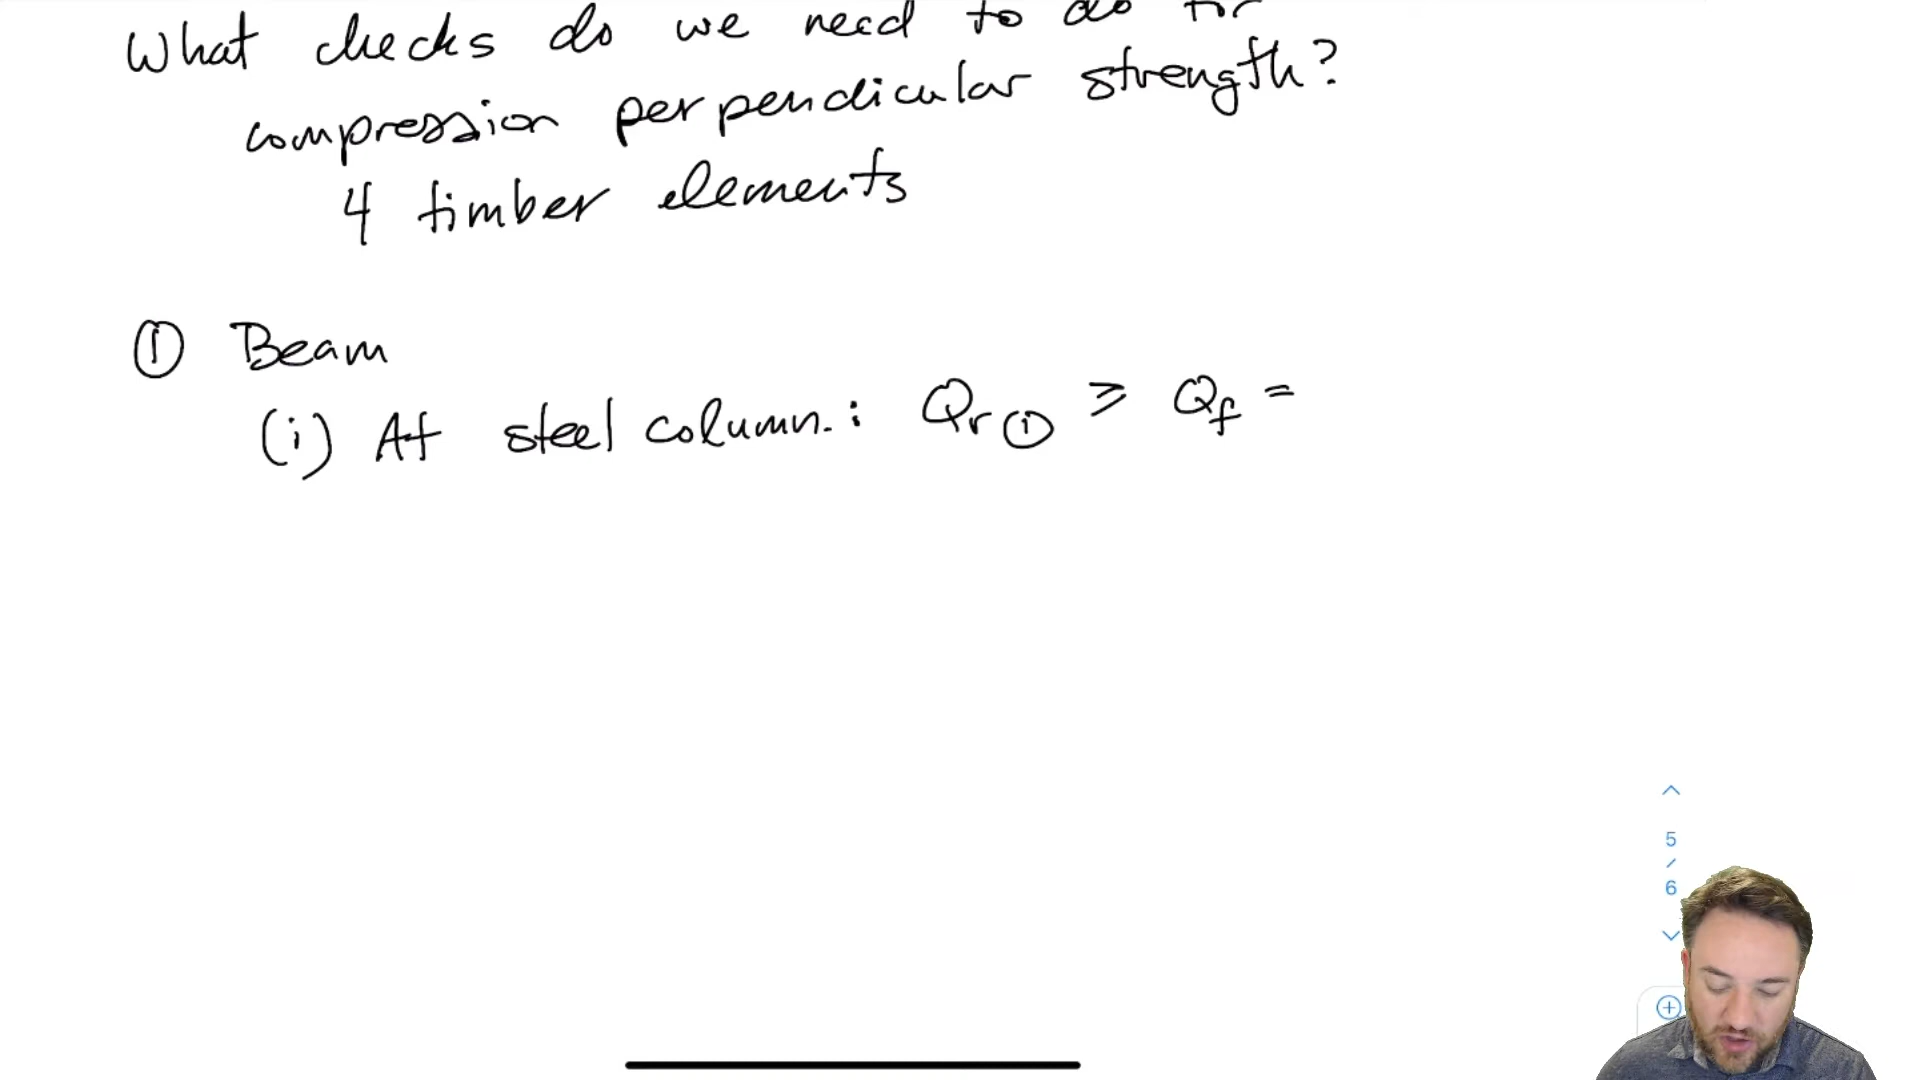 What checks do we need to do for
compression perpendicular strength?
4 timber elements
① Beam
(i) At steel column: Qr① ≥ Qf =
5
/
6